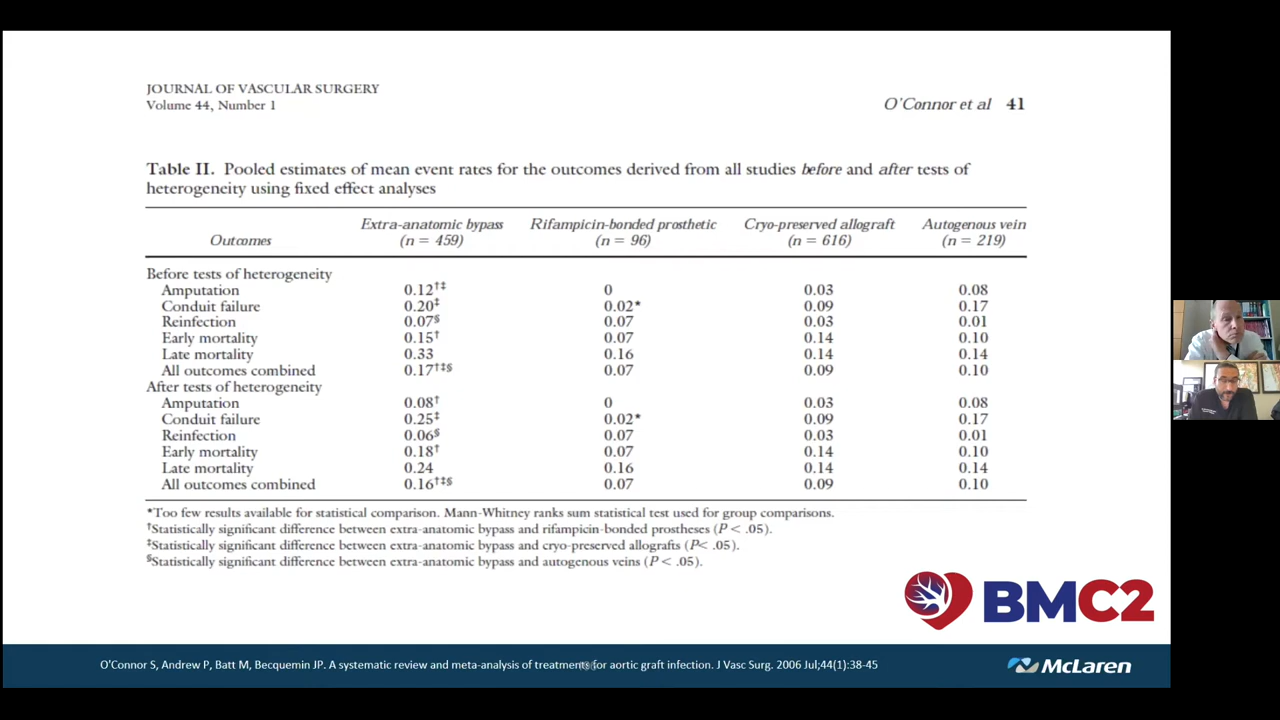 JOURNAL OF VASCULAR SURGERY
Volume 44, Number 1
O'Connor et al 41
Table II. Pooled estimates of mean event rates for the outcomes derived from all studies before and after tests of
heterogeneity using fixed effect analyses
Outcomes Extra-anatomic bypass (n = 459) Rifampicin-bonded prosthetic (n = 96) Cryo-preserved allograft (n = 616) Autogenous vein (n = 219)
Before tests of heterogeneity
Amputation 0.12†‡ 0 0.03 0.08
Conduit failure 0.20‡ 0.02* 0.09 0.17
Reinfection 0.07§ 0.07 0.03 0.01
Early mortality 0.15† 0.07 0.14 0.10
Late mortality 0.33 0.16 0.14 0.14
All outcomes combined 0.17†‡§ 0.07 0.09 0.10
After tests of heterogeneity
Amputation 0.08† 0 0.03 0.08
Conduit failure 0.25‡ 0.02* 0.09 0.17
Reinfection 0.06§ 0.07 0.03 0.01
Early mortality 0.18† 0.07 0.14 0.10
Late mortality 0.24 0.16 0.14 0.14
All outcomes combined 0.16†‡§ 0.07 0.09 0.10
*Too few results available for statistical comparison. Mann-Whitney ranks sum statistical test used for group comparisons.
†Statistically significant difference between extra-anatomic bypass and rifampicin-bonded prostheses (P < .05).
‡Statistically significant difference between extra-anatomic bypass and cryo-preserved allografts (P< .05).
§Statistically significant difference between extra-anatomic bypass and autogenous veins (P < .05).
BMC2
O'Connor S, Andrew P, Batt M, Becquemin JP. A systematic review and meta-analysis of treatments for aortic graft infection. J Vasc Surg. 2006 Jul;44(1):38-45
McLaren